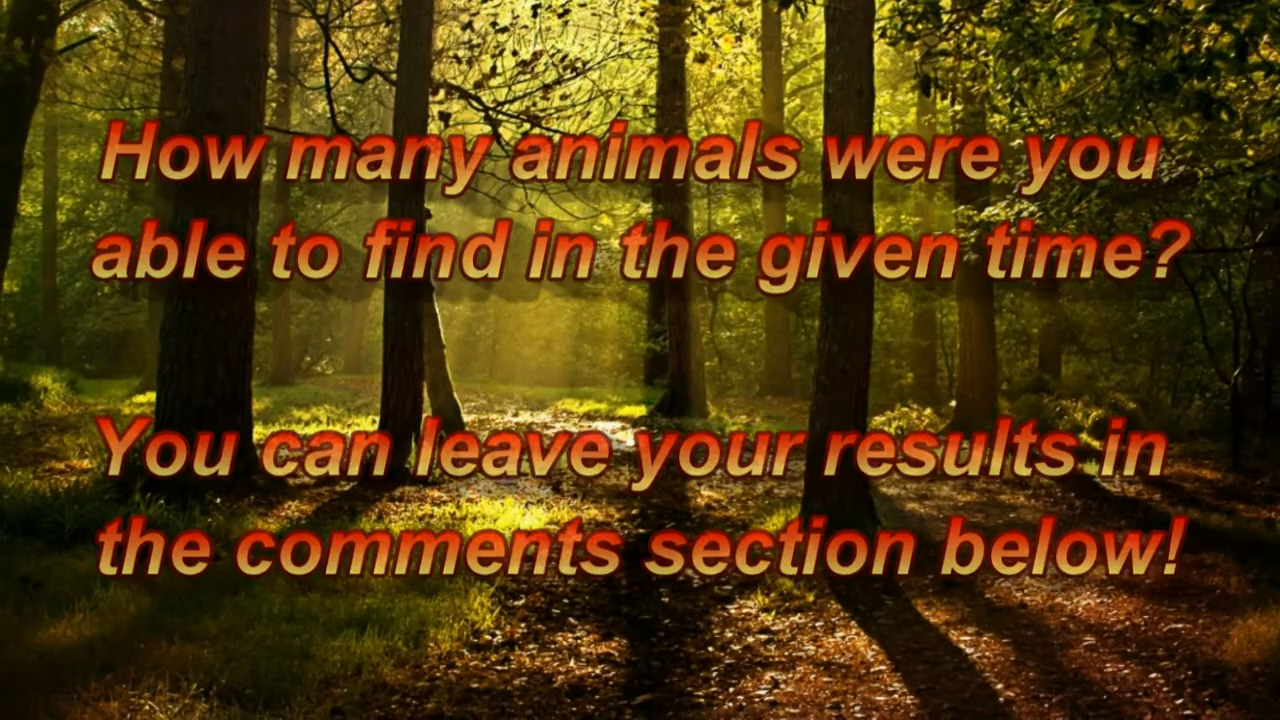 How many animals were you
able to find in the given time?
You can leave your results in
the comments section below!